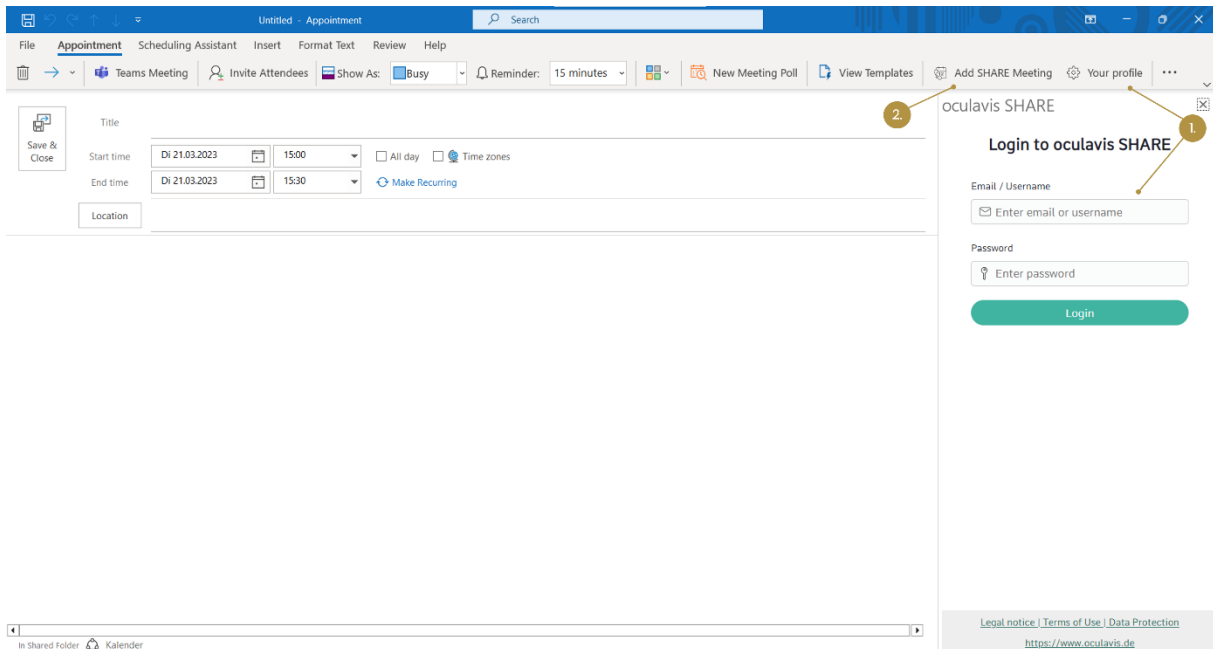 Untitled - Appointment
Search
File Appointment Scheduling Assistant Insert Format Text Review Help
Teams Meeting Invite Attendees Show As: Busy Reminder: 15 minutes New Meeting Poll View Templates Add SHARE Meeting Your profile ...
2.
1.
Save & Close
Title
Start time Di 21.03.2023 15:00 All day Time zones
End time Di 21.03.2023 15:30 Make Recurring
Location
oculavis SHARE
Login to oculavis SHARE
Email / Username
Enter email or username
Password
Enter password
Login
Legal notice | Terms of Use | Data Protection
https://www.oculavis.de
In Shared Folder Kalender